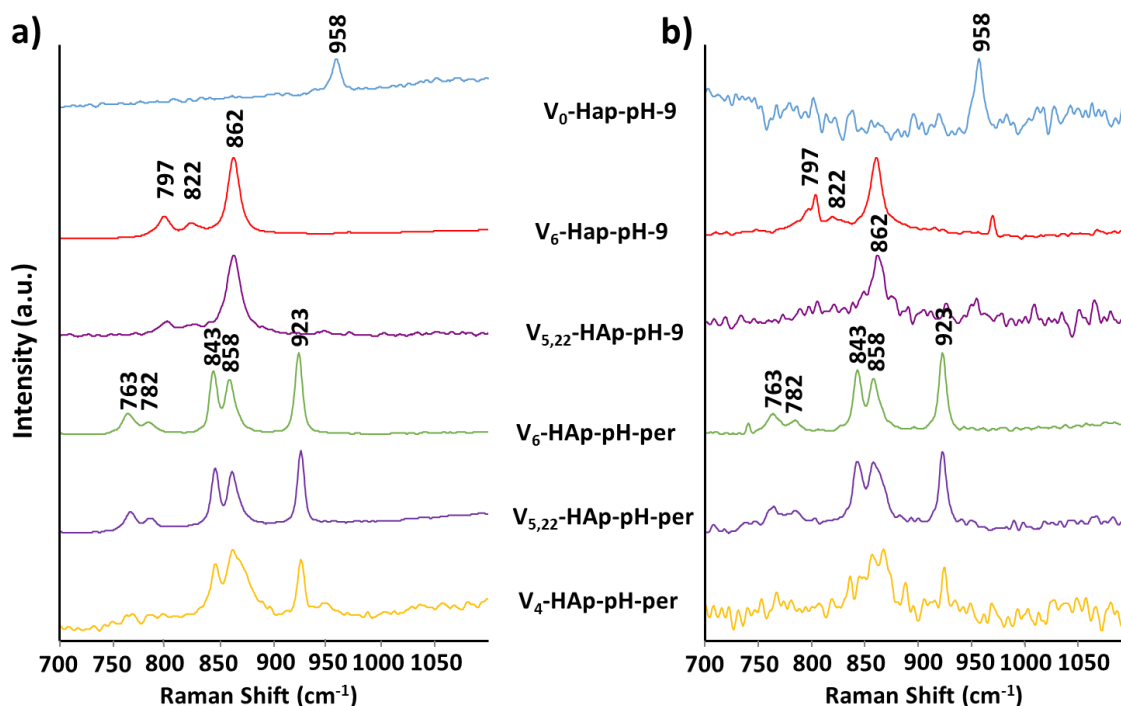 a)
b)
958
862
797
822
923
843
858
763
782
V0-Hap-pH-9
V6-Hap-pH-9
V5,22-HAp-pH-9
V6-HAp-pH-per
V5,22-HAp-pH-per
V4-HAp-pH-per
958
797
822
862
923
843
858
763
782
Intensity (a.u.)
700 750 800 850 900 950 1000 1050
700 750 800 850 900 950 1000 1050
Raman Shift (cm-1)
Raman Shift (cm-1)